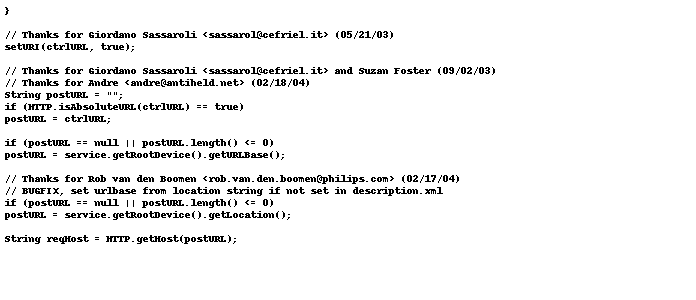 }
// Thanks for Giordano Sassaroli <sassarol@cefriel.it> (05/21/03)
setURI(ctrlURL, true);
// Thanks for Giordano Sassaroli <sassarol@cefriel.it> and Suzan Foster (09/02/03)
// Thanks for Andre <andre@antiheld.net> (02/18/04)
String postURL = "";
if (HTTP.isAbsoluteURL(ctrlURL) == true)
postURL = ctrlURL;
if (postURL == null || postURL.length() <= 0)
postURL = service.getRootDevice().getURLBase();
// Thanks for Rob van den Boomen <rob.van.den.boomen@philips.com> (02/17/04)
// BUGFIX, set urlbase from location string if not set in description.xml
if (postURL == null || postURL.length() <= 0)
postURL = service.getRootDevice().getLocation();
String reqHost = HTTP.getHost(postURL);